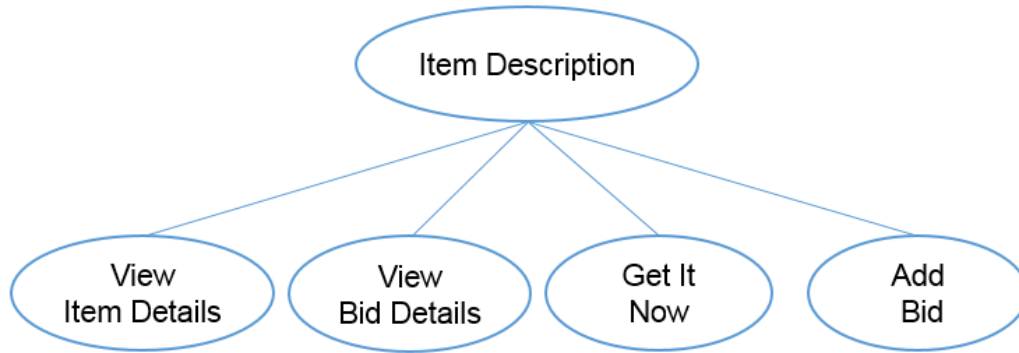 Item Description
View
Item Details
View
Bid Details
Get It
Now
Add
Bid